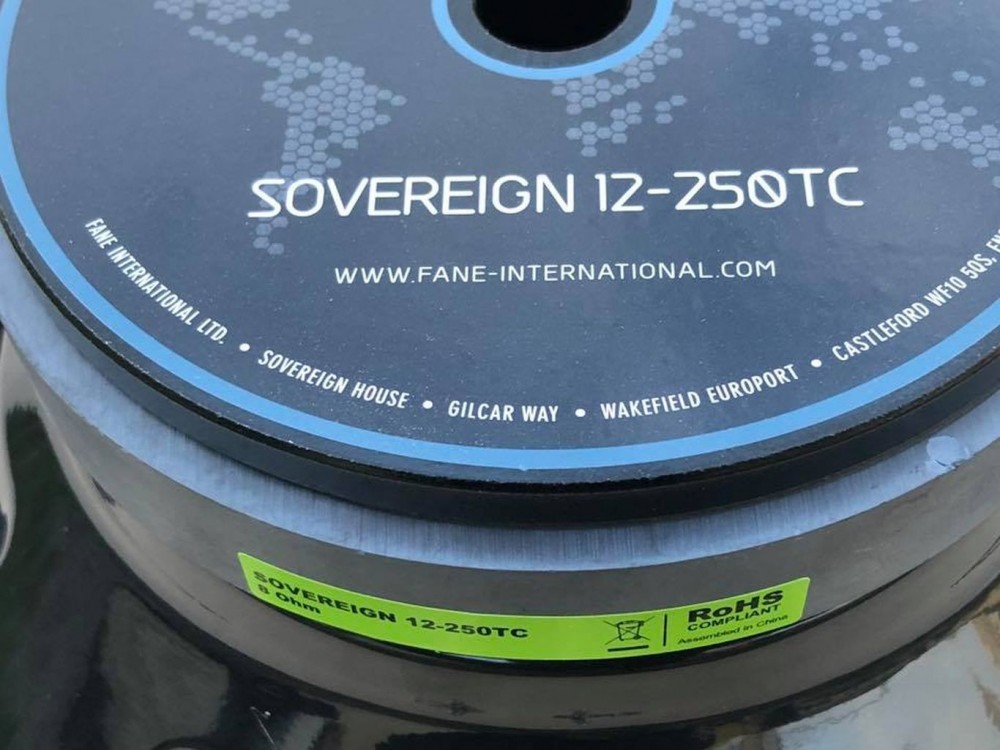 SOVEREIGN 12-250TC
WWW.FANE-INTERNATIONAL.COM
FANE INTERNATIONAL LTD. • SOVEREIGN HOUSE • GILCAR WAY • WAKEFIELD EUROPORT • CASTLEFORD WF10 5QS,
SOVEREIGN 12-250TC
8 Ohm
RoHS
COMPLIANT
Assembled in China